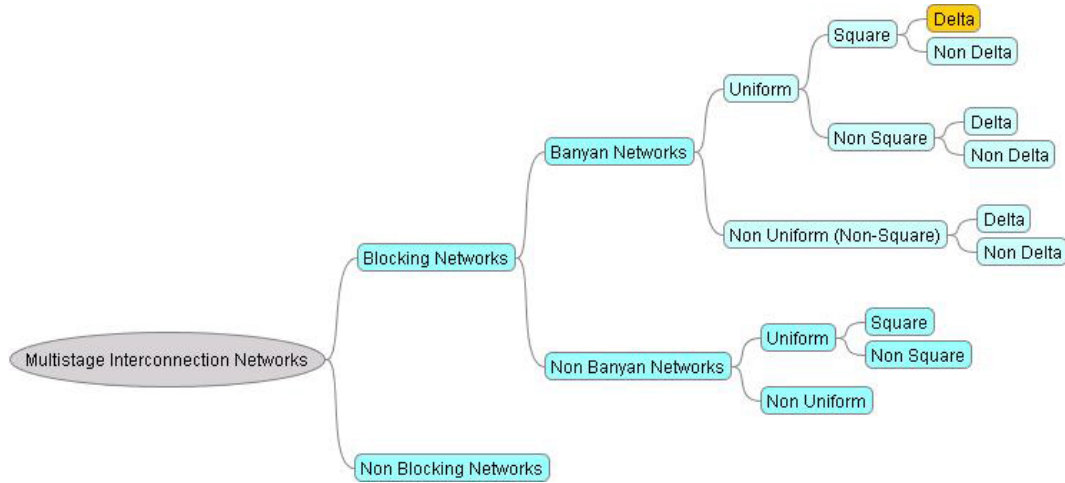 Delta
Square
Non Delta
Uniform
Delta
Non Square
Non Delta
Banyan Networks
Delta
Non Uniform (Non-Square)
Non Delta
Blocking Networks
Square
Uniform
Non Square
Multistage Interconnection Networks
Non Banyan Networks
Non Uniform
Non Blocking Networks